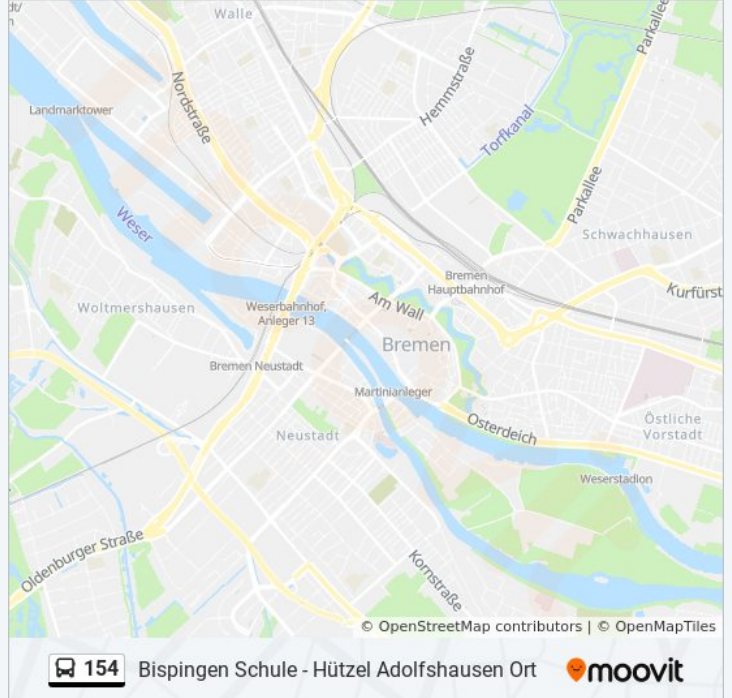 dt/
Walle
Parkallee
Hemmstraße
Nordstraße
Landmarktower
Torfkanal
Parkallee
Weser
Schwachhausen
Bremen
Hauptbahnhof
Kurfürst
Am Wall
Woltmershausen
Weserbahnhof,
Anleger 13
Bremen
Bremen Neustadt
Martinianleger
Osterdeich
Östliche
Vorstadt
Neustadt
Weserstadion
Oldenburger Straße
Kornstraße
© OpenStreetMap contributors | © OpenMapTiles
154 Bispingen Schule - Hützel Adolfshausen Ort moovit